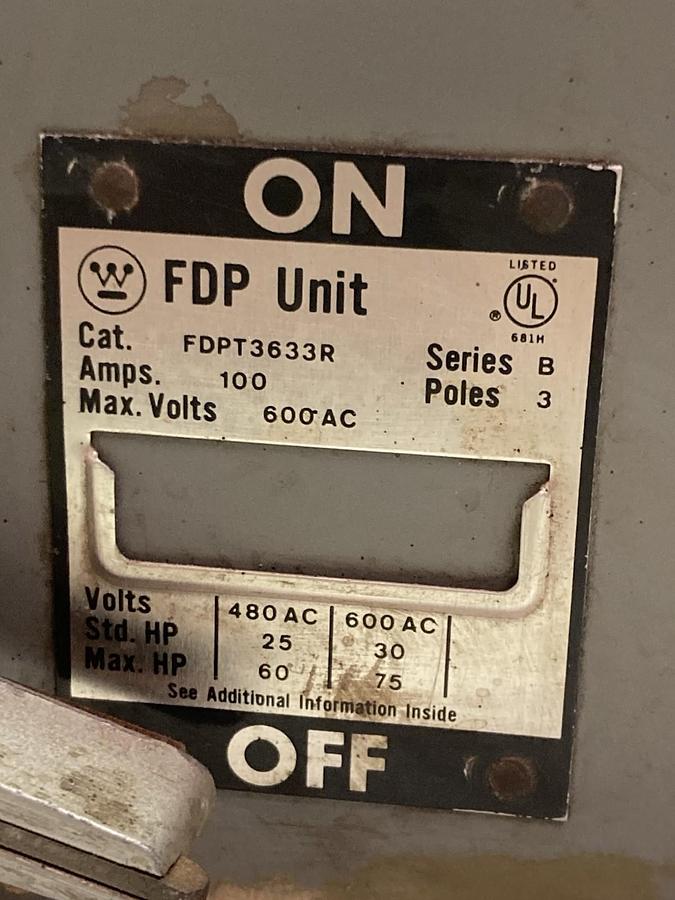 ON
FDP Unit
LISTED
UL
®
681H
Cat. FDPT3633R
Series B
Amps. 100
Poles 3
Max. Volts 600 AC
Volts 480 AC 600 AC
Std. HP 25 30
Max. HP 60 75
See Additional Information Inside
OFF